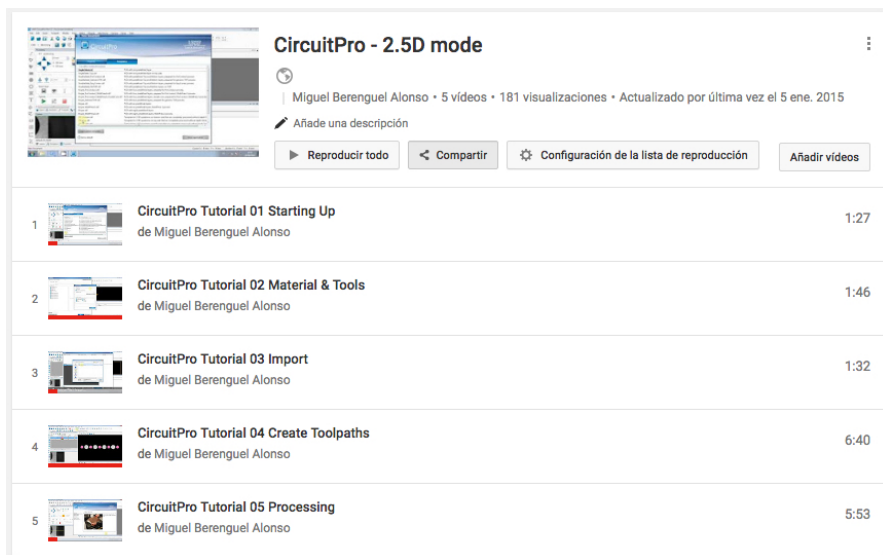 CircuitPro - 2.5D mode
Miguel Berenguel Alonso • 5 vídeos • 181 visualizaciones • Actualizado por última vez el 5 ene. 2015
Añade una descripción
Reproducir todo
Compartir
Configuración de la lista de reproducción
Añadir vídeos
1
CircuitPro Tutorial 01 Starting Up
de Miguel Berenguel Alonso
1:27
2
CircuitPro Tutorial 02 Material & Tools
de Miguel Berenguel Alonso
1:46
3
CircuitPro Tutorial 03 Import
de Miguel Berenguel Alonso
1:32
4
CircuitPro Tutorial 04 Create Toolpaths
de Miguel Berenguel Alonso
6:40
5
CircuitPro Tutorial 05 Processing
de Miguel Berenguel Alonso
5:53